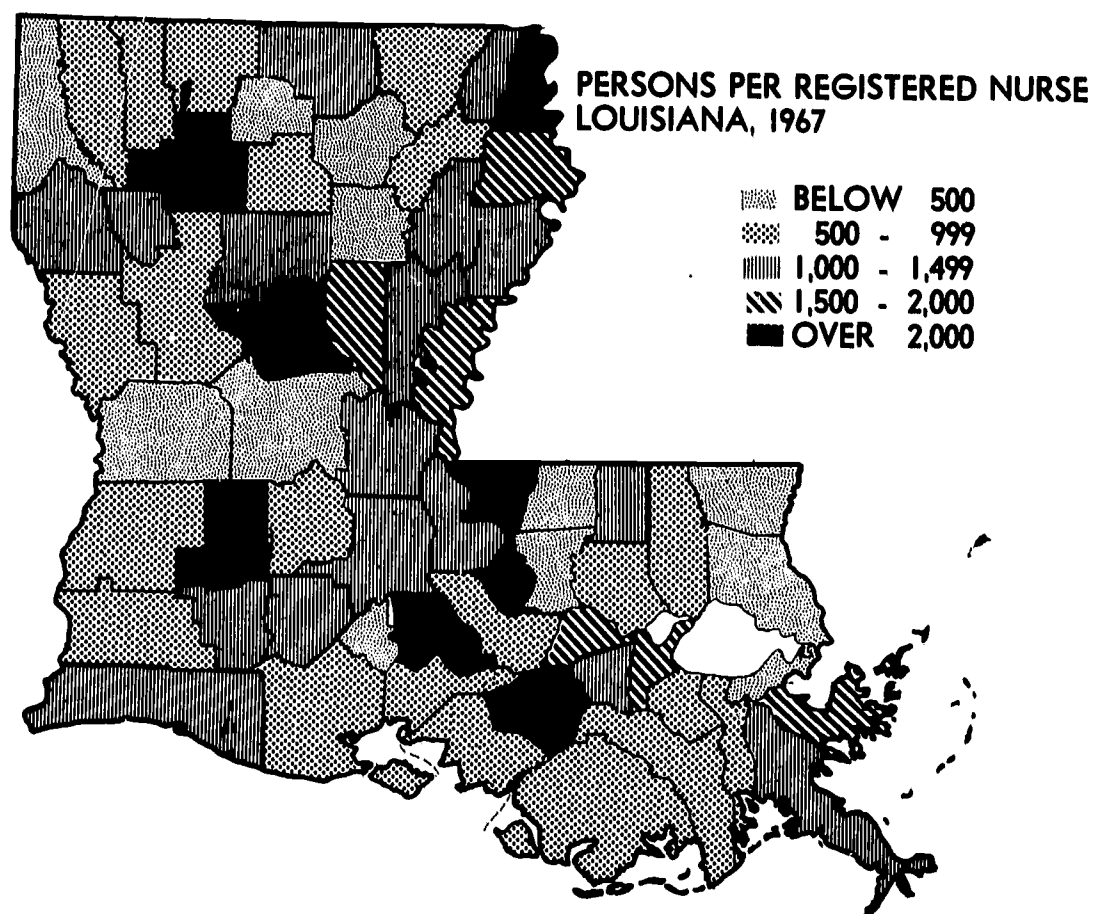 PERSONS PER REGISTERED NURSE
LOUISIANA, 1967
BELOW 500
500 - 999
1,000 - 1,499
1,500 - 2,000
OVER 2,000